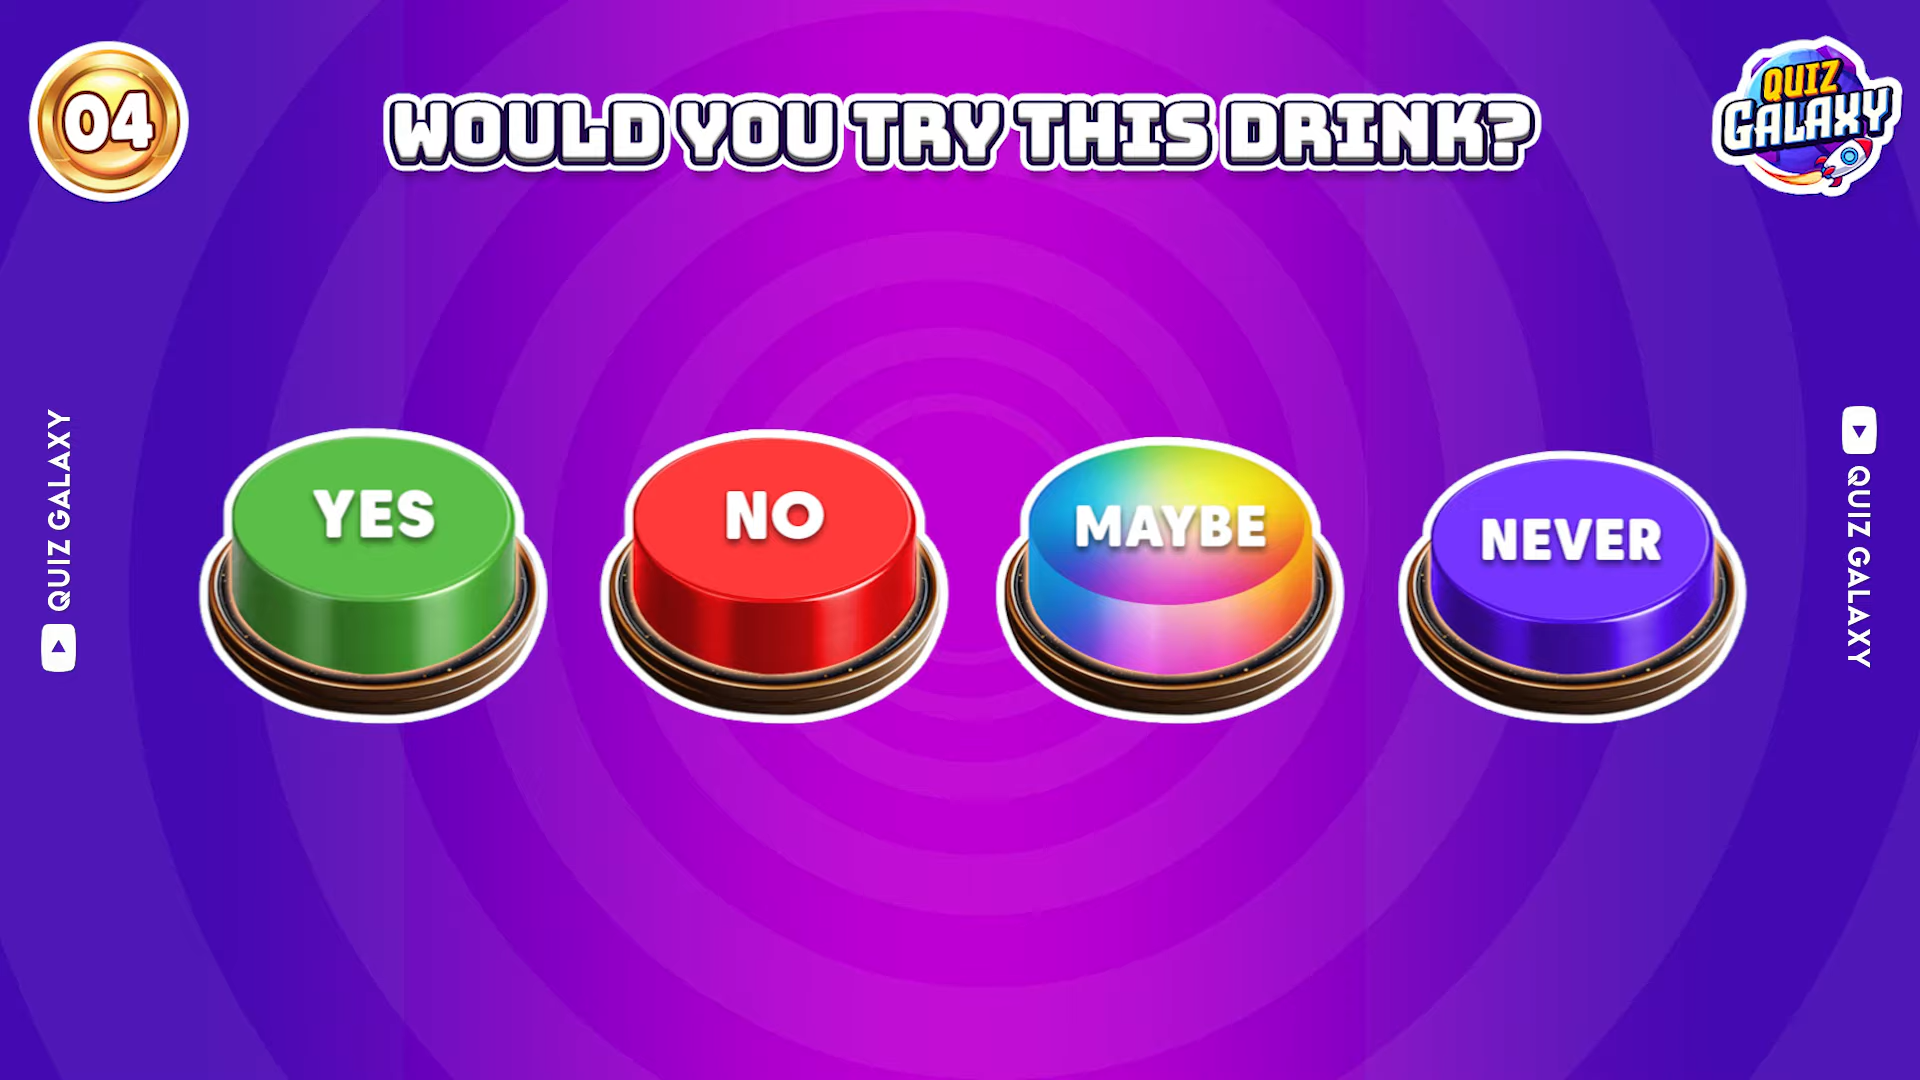 04
WOULD YOU TRY THIS DRINK?
QUIZ
GALAXY
YES
NO
MAYBE
NEVER
QUIZ GALAXY
QUIZ GALAXY